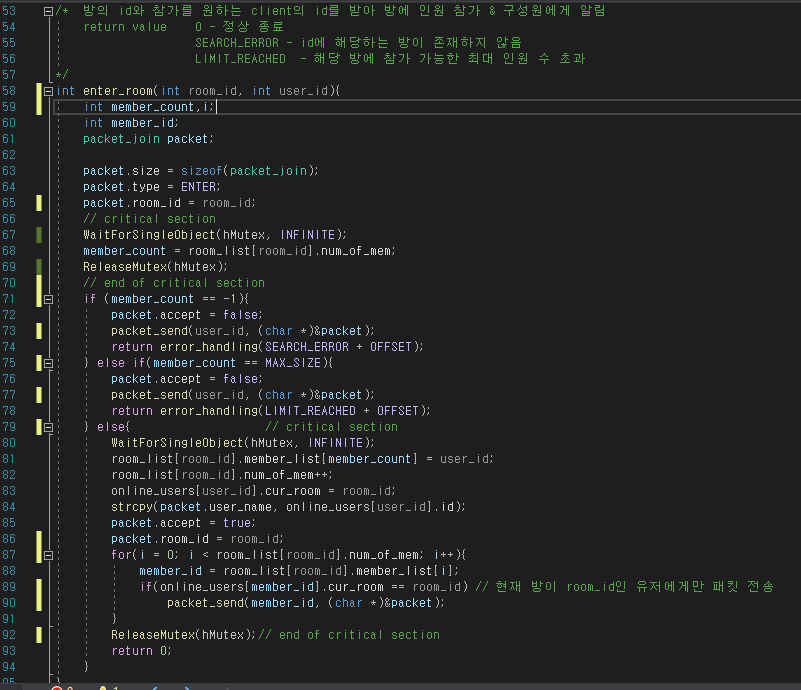 53 /* 방의 id와 참가를 원하는 client의 id를 받아 방에 인원 참가 & 구성원에게 알림
54 return value 0 - 정상 종료
55 SEARCH_ERROR - id에 해당하는 방이 존재하지 않음
56 LIMIT_REACHED - 해당 방에 참가 가능한 최대 인원 수 초과
57 */
58 int enter_room(int room_id, int user_id){
59 int member_count,i;
60 int member_id;
61 packet_join packet;
62
63 packet.size = sizeof(packet_join);
64 packet.type = ENTER;
65 packet.room_id = room_id;
66 // critical section
67 WaitForSingleObject(hMutex, INFINITE);
68 member_count = room_list[room_id].num_of_mem;
69 ReleaseMutex(hMutex);
70 // end of critical section
71 if (member_count == -1){
72 packet.accept = false;
73 packet_send(user_id, (char *)&packet);
74 return error_handling(SEARCH_ERROR + OFFSET);
75 } else if(member_count == MAX_SIZE){
76 packet.accept = false;
77 packet_send(user_id, (char *)&packet);
78 return error_handling(LIMIT_REACHED + OFFSET);
79 } else{ // critical section
80 WaitForSingleObject(hMutex, INFINITE);
81 room_list[room_id].member_list[member_count] = user_id;
82 room_list[room_id].num_of_mem++;
83 online_users[user_id].cur_room = room_id;
84 strcpy(packet.user_name, online_users[user_id].id);
85 packet.accept = true;
86 packet.room_id = room_id;
87 for(i = 0; i < room_list[room_id].num_of_mem; i++){
88 member_id = room_list[room_id].member_list[i];
89 if(online_users[member_id].cur_room == room_id) // 현재 방이 room_id인 유저에게만 패킷 전송
90 packet_send(member_id, (char *)&packet);
91 }
92 ReleaseMutex(hMutex);// end of critical section
93 return 0;
94 }
95 }